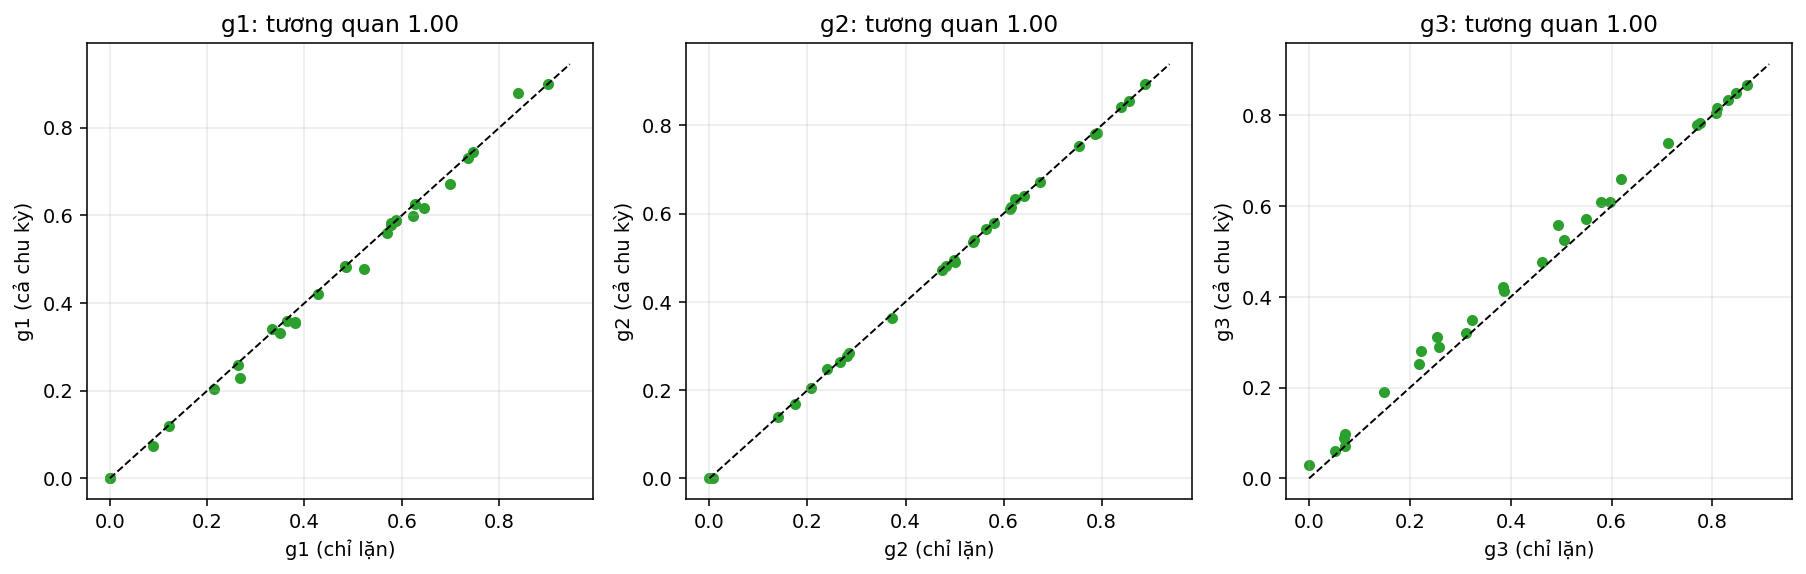 g1: tương quan 1.00
g1 (cả chu kỳ)
0.8
0.6
0.4
0.2
0.0
0.0 0.2 0.4 0.6 0.8
g1 (chỉ lặn)
g2: tương quan 1.00
g2 (cả chu kỳ)
0.8
0.6
0.4
0.2
0.0
0.0 0.2 0.4 0.6 0.8
g2 (chỉ lặn)
g3: tương quan 1.00
g3 (cả chu kỳ)
0.8
0.6
0.4
0.2
0.0
0.0 0.2 0.4 0.6 0.8
g3 (chỉ lặn)